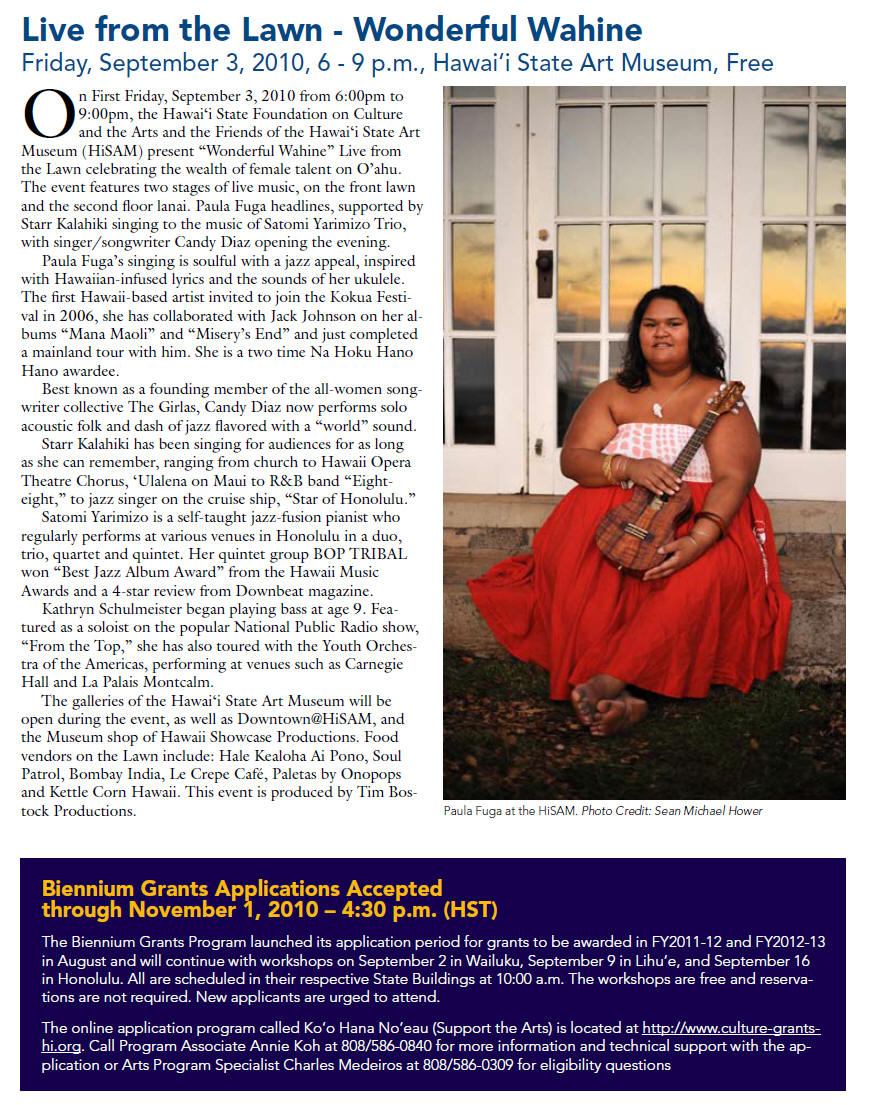 Live from the Lawn - Wonderful Wahine
Friday, September 3, 2010, 6 - 9 p.m., Hawai‘i State Art Museum, Free
On First Friday, September 3, 2010 from 6:00pm to
9:00pm, the Hawai‘i State Foundation on Culture
and the Arts and the Friends of the Hawai‘i State Art
Museum (HiSAM) present “Wonderful Wahine” Live from
the Lawn celebrating the wealth of female talent on O’ahu.
The event features two stages of live music, on the front lawn
and the second floor lanai. Paula Fuga headlines, supported by
Starr Kalahiki singing to the music of Satomi Yarimizo Trio,
with singer/songwriter Candy Diaz opening the evening.
Paula Fuga’s singing is soulful with a jazz appeal, inspired
with Hawaiian-infused lyrics and the sounds of her ukulele.
The first Hawaii-based artist invited to join the Kokua Festi-
val in 2006, she has collaborated with Jack Johnson on her al-
bums “Mana Maoli” and “Misery’s End” and just completed
a mainland tour with him. She is a two time Na Hoku Hano
Hano awardee.
Best known as a founding member of the all-women song-
writer collective The Girlas, Candy Diaz now performs solo
acoustic folk and dash of jazz flavored with a “world” sound.
Starr Kalahiki has been singing for audiences for as long
as she can remember, ranging from church to Hawaii Opera
Theatre Chorus, ‘Ulalena on Maui to R&B band “Eight-
eight,” to jazz singer on the cruise ship, “Star of Honolulu.”
Satomi Yarimizo is a self-taught jazz-fusion pianist who
regularly performs at various venues in Honolulu in a duo,
trio, quartet and quintet. Her quintet group BOP TRIBAL
won “Best Jazz Album Award” from the Hawaii Music
Awards and a 4-star review from Downbeat magazine.
Kathryn Schulmeister began playing bass at age 9. Fea-
tured as a soloist on the popular National Public Radio show,
“From the Top,” she has also toured with the Youth Orches-
tra of the Americas, performing at venues such as Carnegie
Hall and La Palais Montcalm.
The galleries of the Hawai‘i State Art Museum will be
open during the event, as well as Downtown@HiSAM, and
the Museum shop of Hawaii Showcase Productions. Food
vendors on the Lawn include: Hale Kealoha Ai Pono, Soul
Patrol, Bombay India, Le Crepe Café, Paletas by Onopops
and Kettle Corn Hawaii. This event is produced by Tim Bos-
tock Productions.
Paula Fuga at the HiSAM. Photo Credit: Sean Michael Hower
Biennium Grants Applications Accepted
through November 1, 2010 – 4:30 p.m. (HST)
The Biennium Grants Program launched its application period for grants to be awarded in FY2011-12 and FY2012-13
in August and will continue with workshops on September 2 in Wailuku, September 9 in Lihu’e, and September 16
in Honolulu. All are scheduled in their respective State Buildings at 10:00 a.m. The workshops are free and reserva-
tions are not required. New applicants are urged to attend.
The online application program called Ko’o Hana No’eau (Support the Arts) is located at http://www.culture-grants-
hi.org. Call Program Associate Annie Koh at 808/586-0840 for more information and technical support with the ap-
plication or Arts Program Specialist Charles Medeiros at 808/586-0309 for eligibility questions